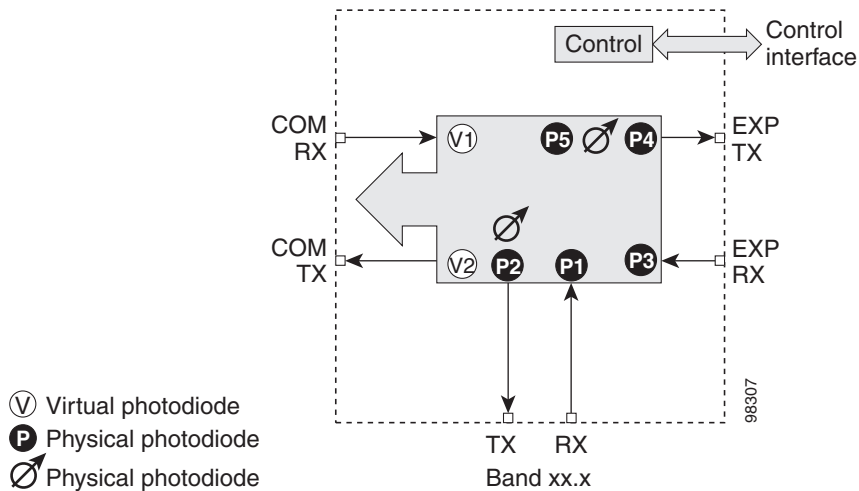 Control
Control
interface
COM
RX
V1
P5
P4
EXP
TX
COM
TX
V2
P2
P1
P3
EXP
RX
98307
V Virtual photodiode
P Physical photodiode
Physical photodiode
TX RX
Band xx.x